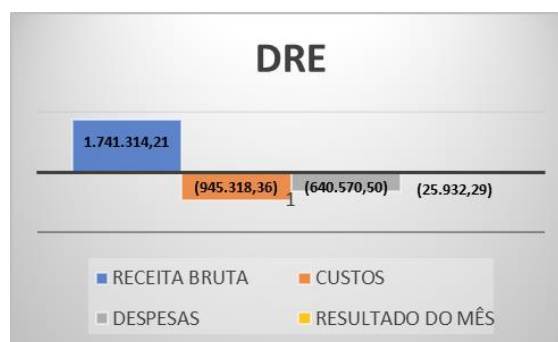 DRE
1.741.314,21
(945.318,36) (640.570,50) (25.932,29)
1
RECEITA BRUTA CUSTOS
DESPESAS RESULTADO DO MÊS